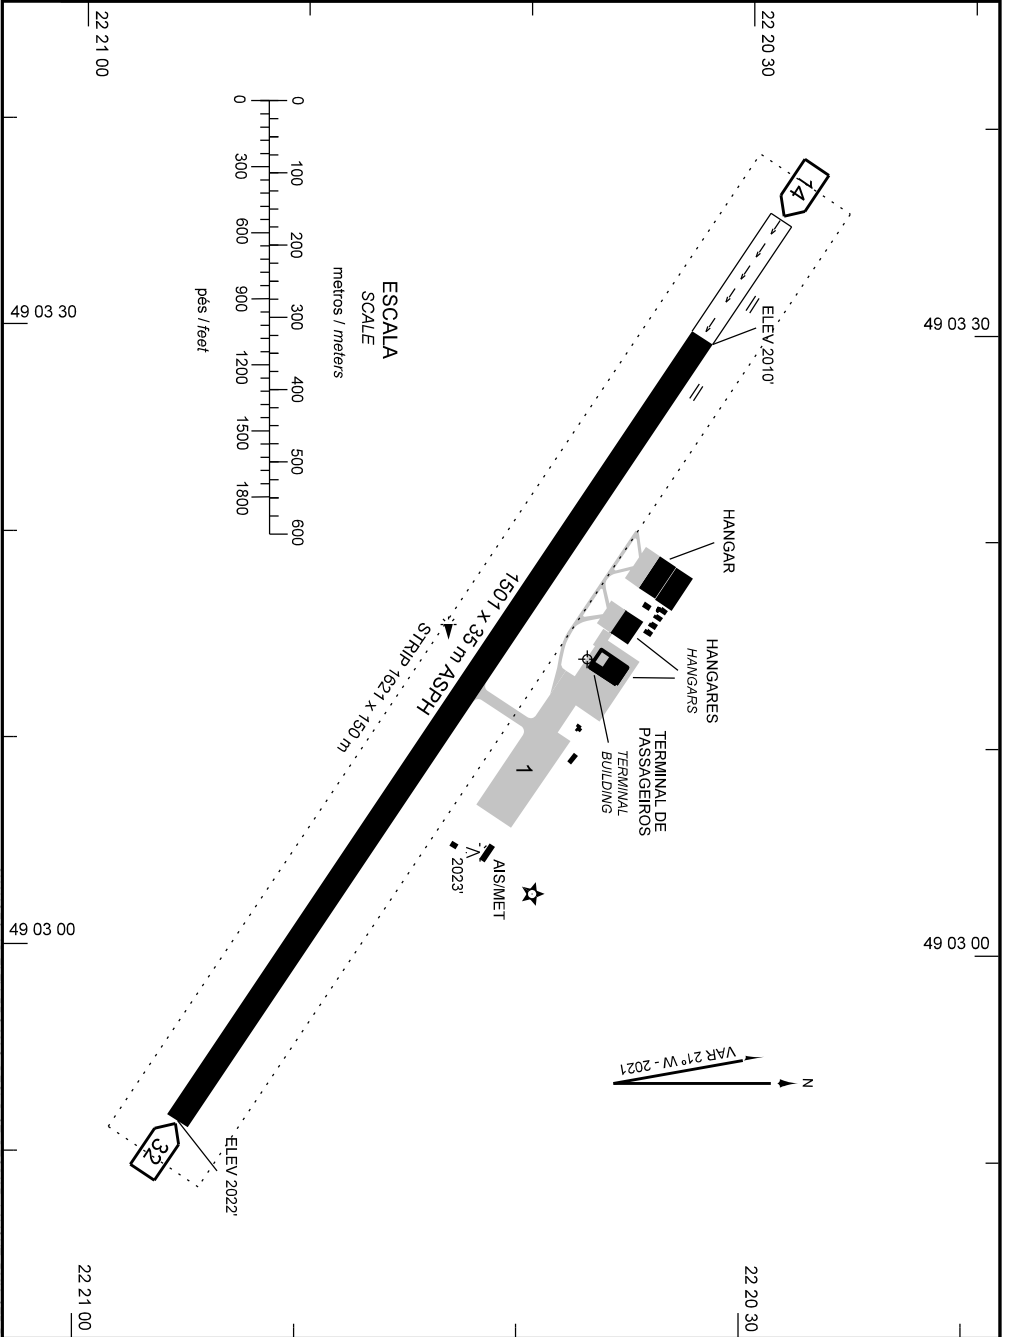 22 21 00
22 20 30
14
ELEV 2010'
49 03 30
49 03 30
ESCALA
SCALE
metros / meters
0 100 200 300 400 500 600
0 300 600 900 1200 1500 1800
pés / feet
HANGAR
HANGARES
HANGARS
TERMINAL DE
PASSAGEIROS
TERMINAL
BUILDING
1501 x 35 m ASPH
STRIP 1621 x 150 m
1
AIS/MET
2023'
49 03 00
49 03 00
VAR 21° W - 2021
N
ELEV 2022'
32
22 21 00
22 20 30